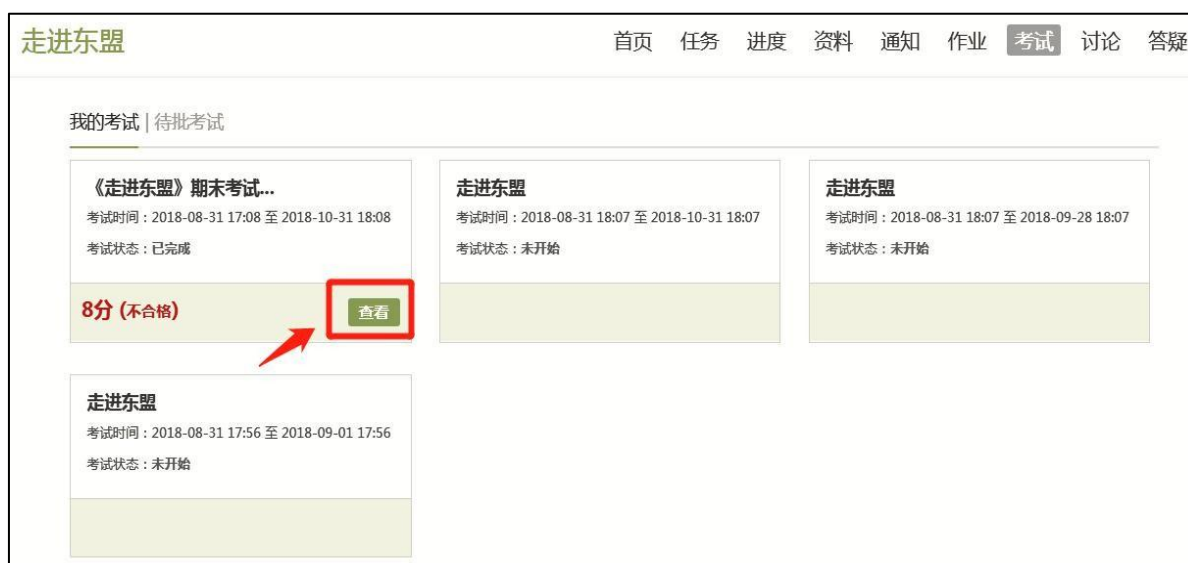 走进东盟
首页 任务 进度 资料 通知 作业 考试 讨论 答疑
我的考试 | 待批考试
《走进东盟》期末考试...
考试时间：2018-08-31 17:08 至 2018-10-31 18:08
考试状态：已完成
8分 (不合格)
查看
走进东盟
考试时间：2018-08-31 18:07 至 2018-10-31 18:07
考试状态：未开始
走进东盟
考试时间：2018-08-31 18:07 至 2018-09-28 18:07
考试状态：未开始
走进东盟
考试时间：2018-08-31 17:56 至 2018-09-01 17:56
考试状态：未开始